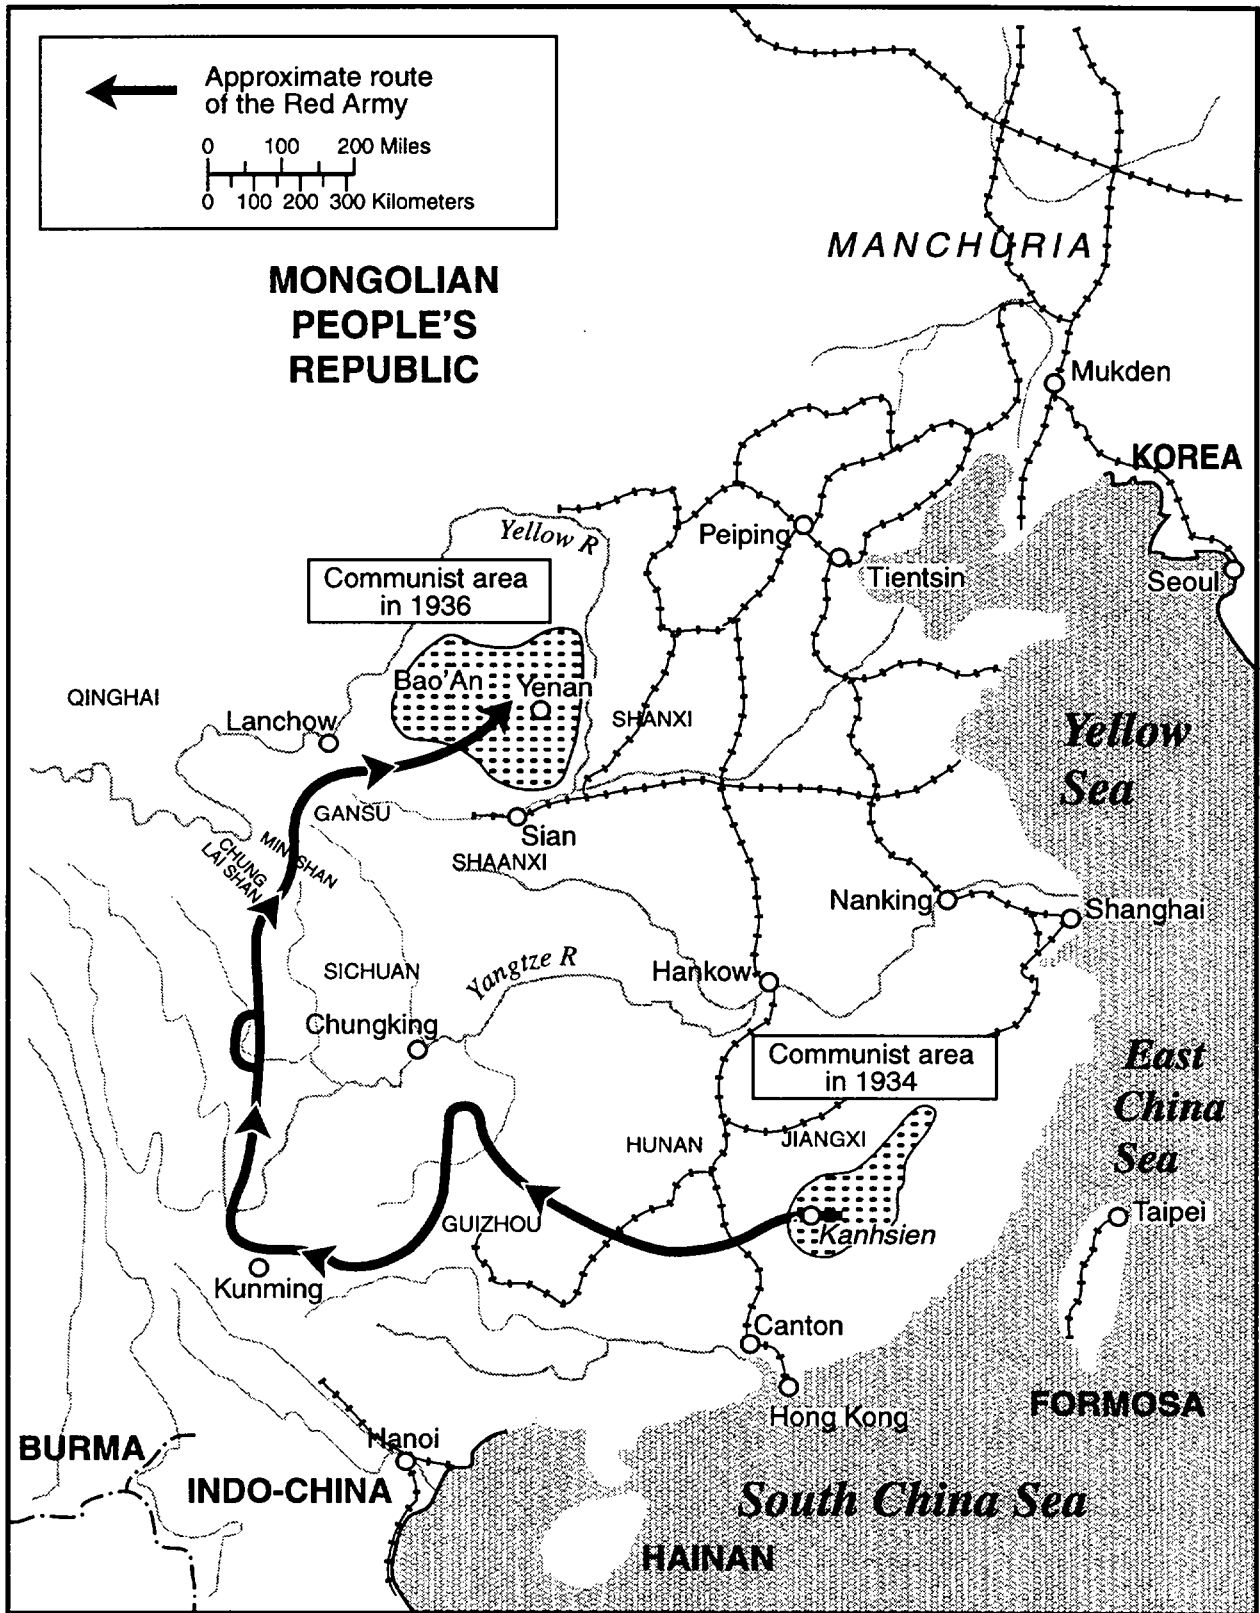 Approximate route
of the Red Army
0 100 200 Miles
0 100 200 300 Kilometers
MANCHURIA
MONGOLIAN
PEOPLE'S
REPUBLIC
Mukden
KOREA
Yellow R
Peiping
Tientsin
Seoul
Communist area
in 1936
Bao'An
Yenan
QINGHAI
Lanchow
SHANXI
Yellow
Sea
GANSU
Sian
MIN SHAN
CHUNG
LAI SHAN
SHAANXI
Nanking
Shanghai
SICHUAN
Yangtze R
Hankow
Chungking
Communist area
in 1934
East
China
Sea
HUNAN
JIANGXI
GUIZHOU
Kanhsien
Taipei
Kunming
Canton
Hong Kong
FORMOSA
BURMA
Hanoi
INDO-CHINA
South China Sea
HAINAN